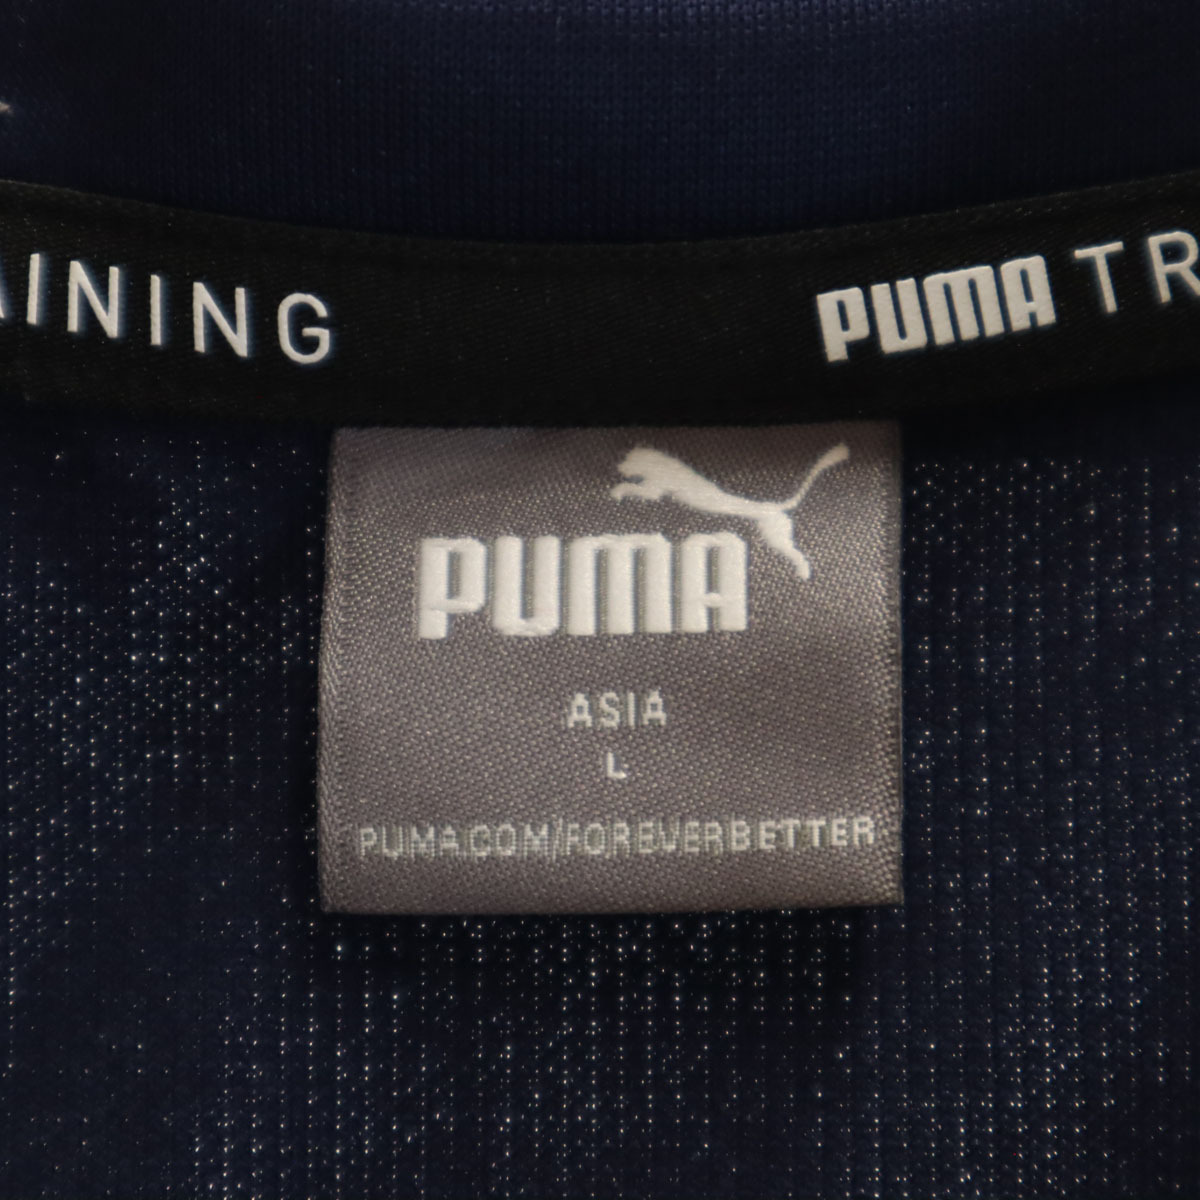 AINING
PUMA TR
PUMA
ASIA
L
PUMA.COM/FOREVERBETTER